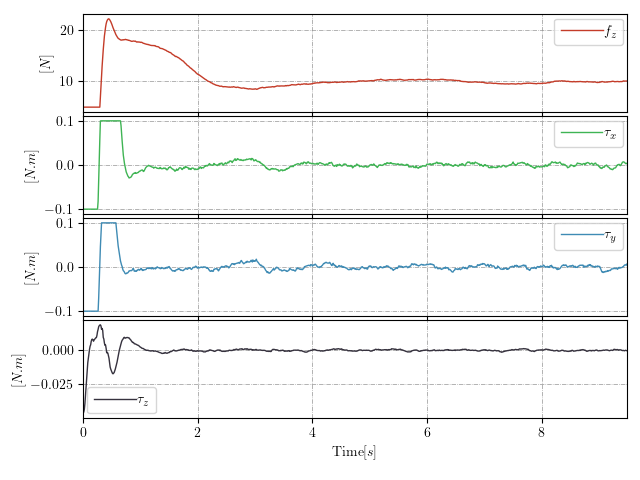 20
10
[N]
f_z
0.1
0.0
−0.1
[N.m]
τ_x
0.1
0.0
−0.1
[N.m]
τ_y
0.000
−0.025
[N.m]
τ_z
0 2 4 6 8
Time[s]